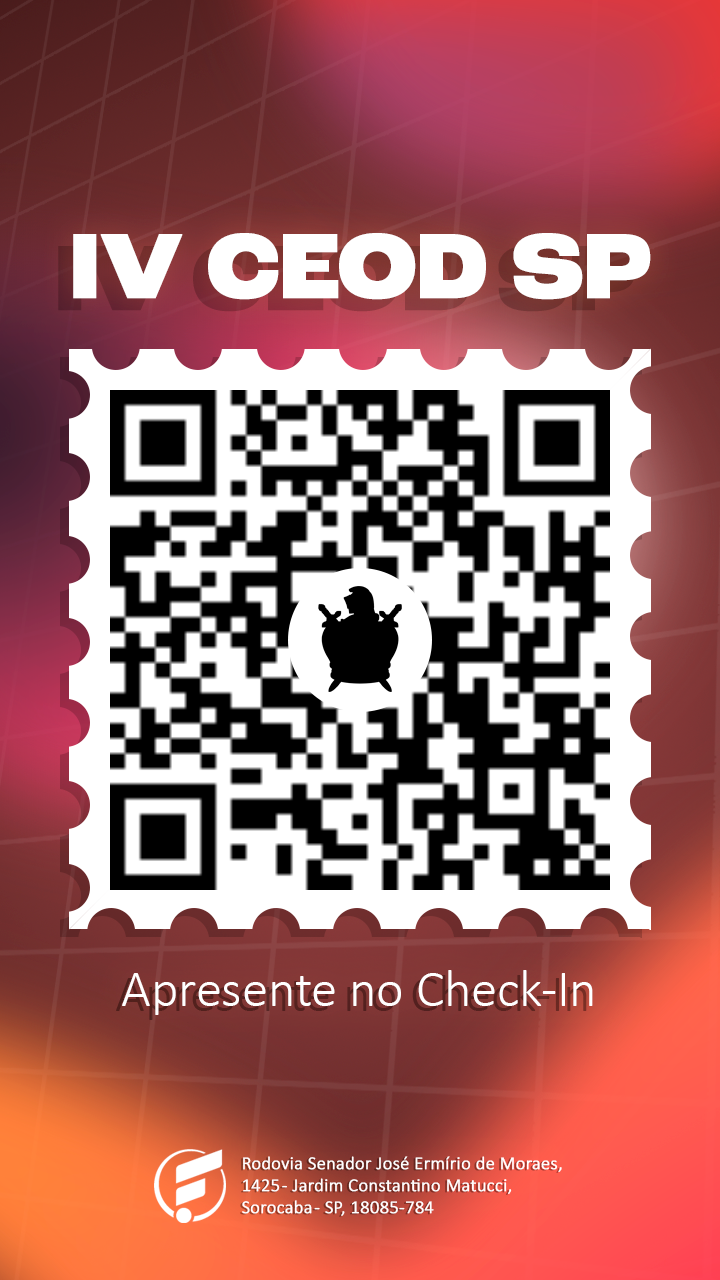 IV CEOD SP
Apresente no Check-In
Rodovia Senador José Ermírio de Moraes,
1425 - Jardim Constantino Matucci,
Sorocaba - SP, 18085-784